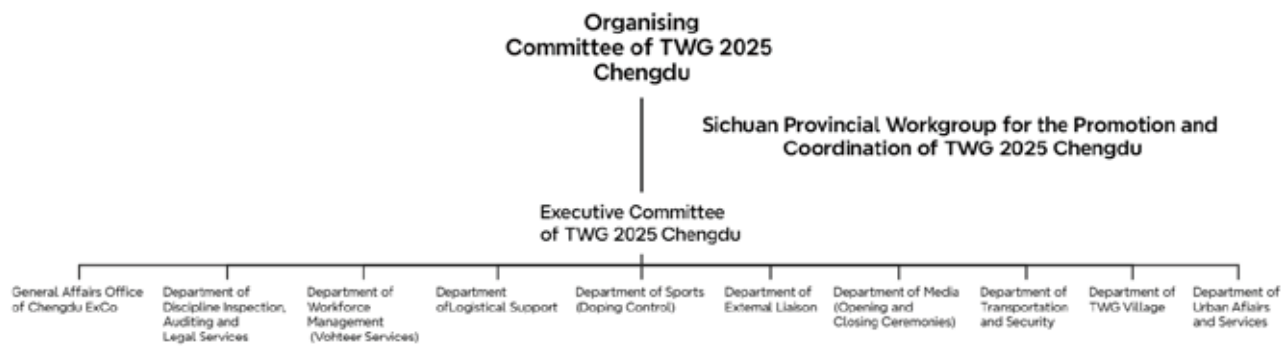 Organising
Committee of TWG 2025
Chengdu
Sichuan Provincial Workgroup for the Promotion and
Coordination of TWG 2025 Chengdu
Executive Committee
of TWG 2025 Chengdu
General Affairs Office
of Chengdu ExCo
Department of
Discipline Inspection,
Auditing and
Legal Services
Department of
Workforce
Management
(Vohteer Services)
Department
ofLogistical Support
Department of Sports
(Doping Control)
Department of
External Liaison
Department of Media
(Opening and
Closing Ceremonies)
Department of
Transportation
and Security
Department of
TWG Village
Department of
Urban Afairs
and Services